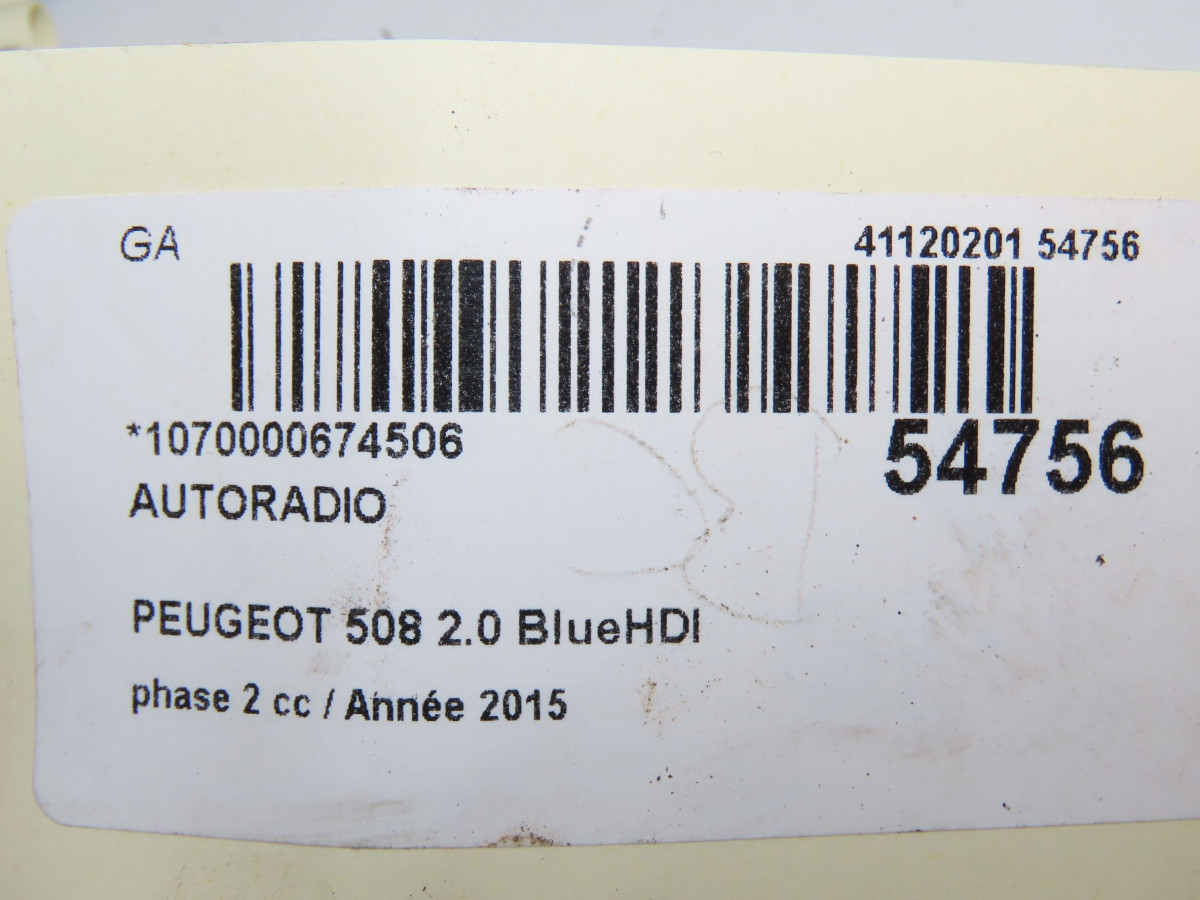 GA
41120201 54756
*1070000674506
54756
AUTORADIO
PEUGEOT 508 2.0 BlueHDI
phase 2 cc / Année 2015